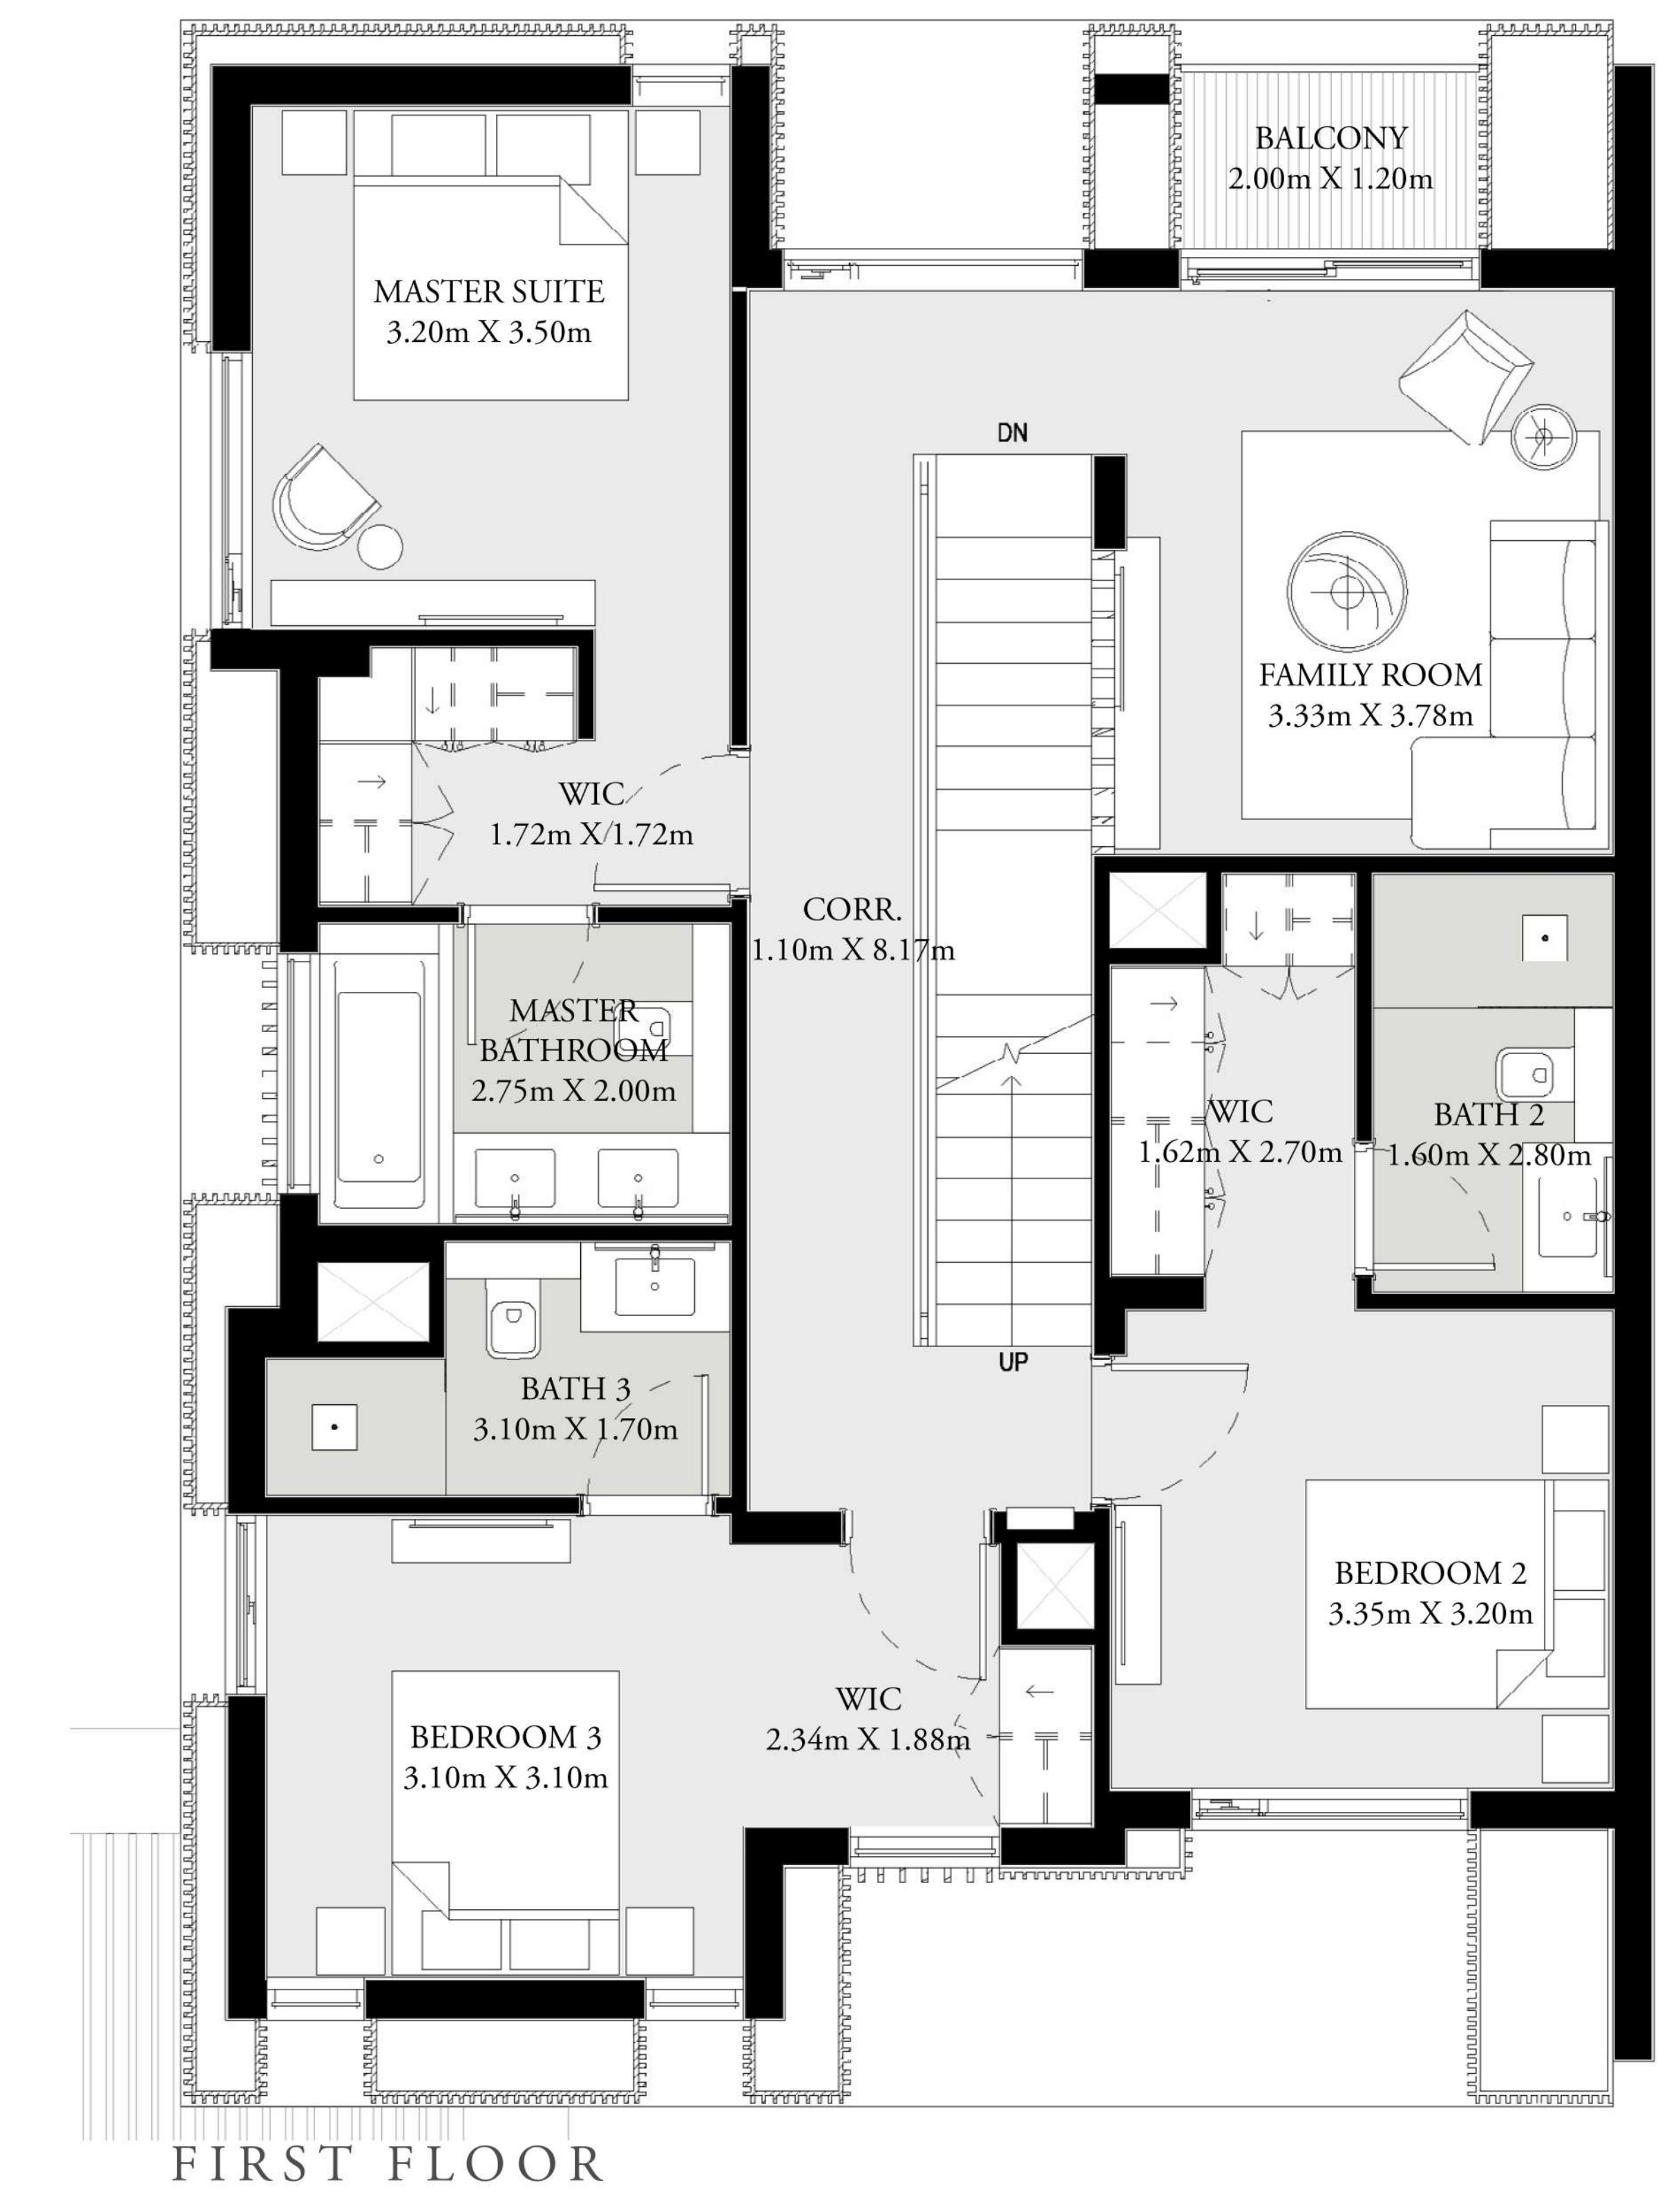 BALCONY
2.00m X 1.20m
MASTER SUITE
3.20m X 3.50m
DN
FAMILY ROOM
3.33m X 3.78m
WIC
1.72m X 1.72m
CORR.
1.10m X 8.17m
MASTER
BATHROOM
2.75m X 2.00m
WIC
1.62m X 2.70m
BATH 2
1.60m X 2.80m
UP
BATH 3
3.10m X 1.70m
BEDROOM 2
3.35m X 3.20m
WIC
2.34m X 1.88m
BEDROOM 3
3.10m X 3.10m
FIRST FLOOR